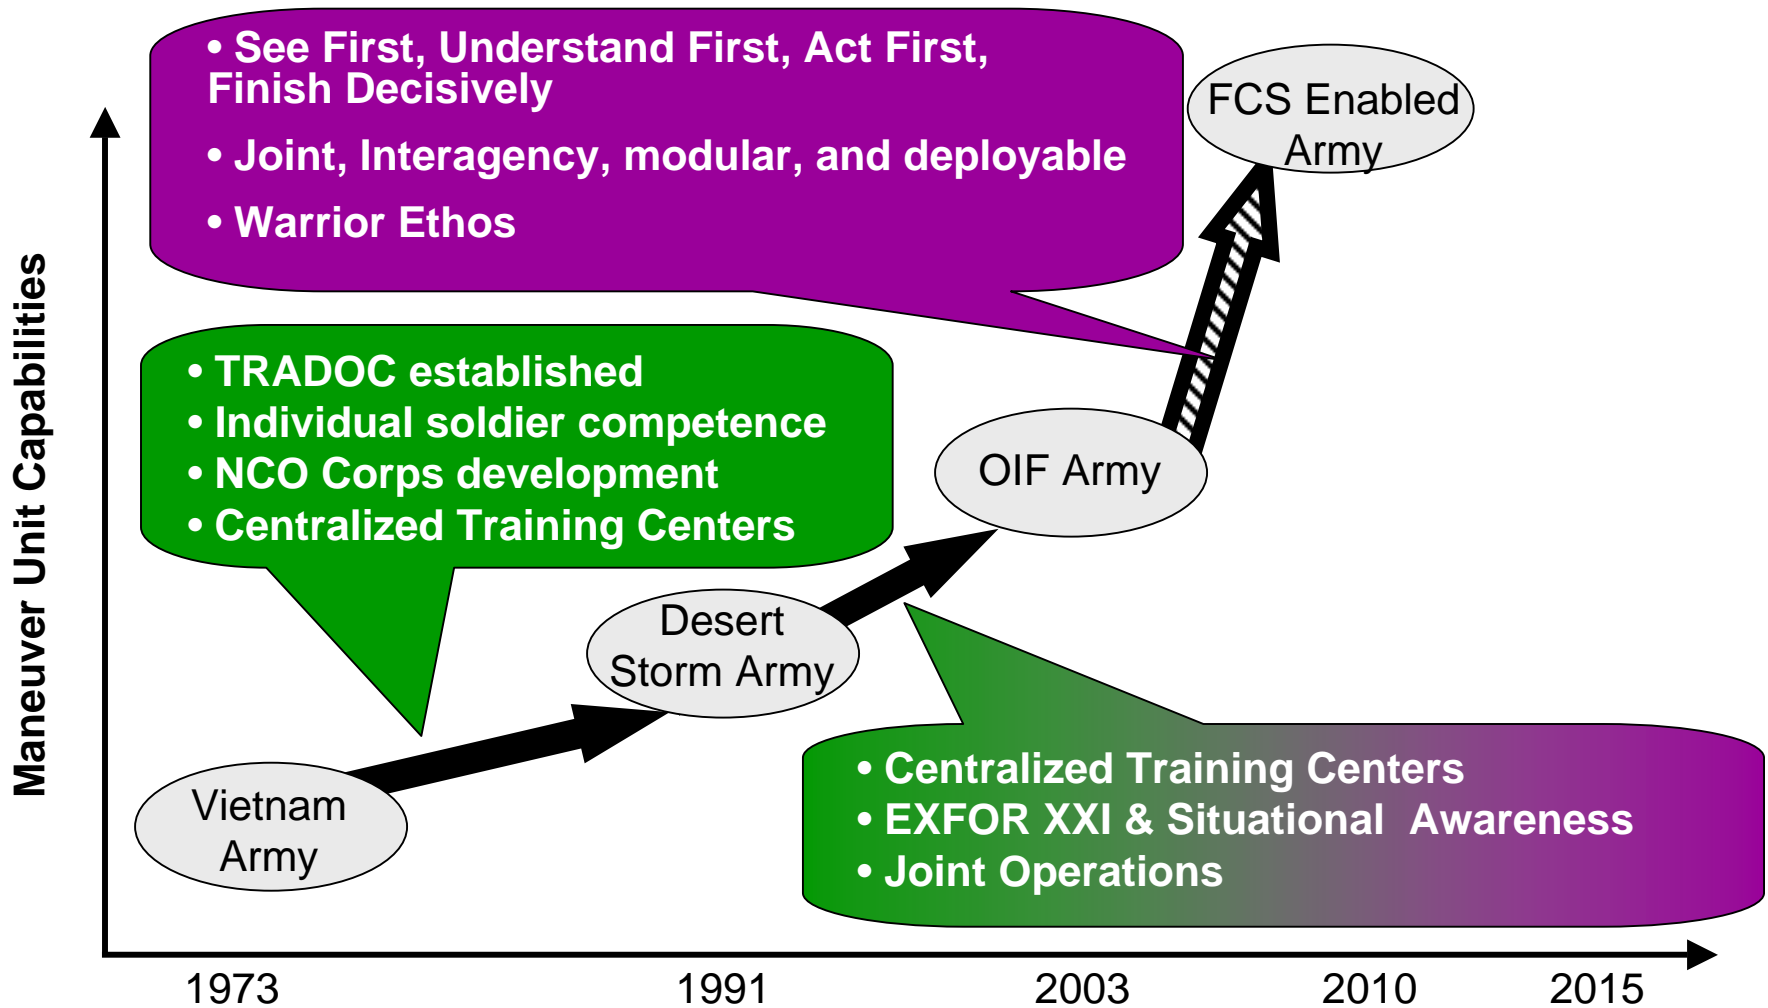 • See First, Understand First, Act First,
Finish Decisively
• Joint, Interagency, modular, and deployable
• Warrior Ethos
FCS Enabled
Army
Maneuver Unit Capabilities
• TRADOC established
• Individual soldier competence
• NCO Corps development
• Centralized Training Centers
OIF Army
Desert
Storm Army
Vietnam
Army
• Centralized Training Centers
• EXFOR XXI & Situational  Awareness
• Joint Operations
1973
1991
2003
2010
2015